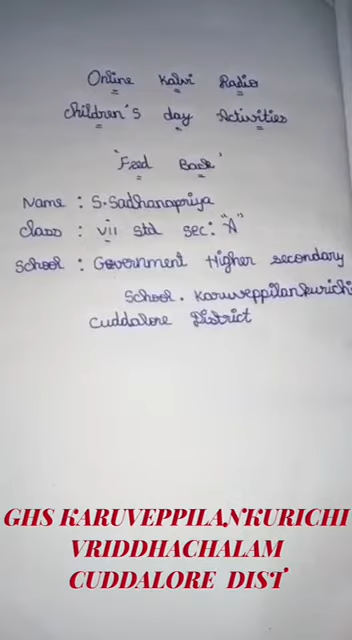 Online Kalvi Radio
Children's day Activities
'Feed Back'
Name : S.Sadhanapriya
class : vii std sec: "A"
School : Government Higher secondary
School . Karuveppilankurichi
Cuddalore District
GHS KARUVEPPILANKURICHI
VRIDDHACHALAM
CUDDALORE DIST